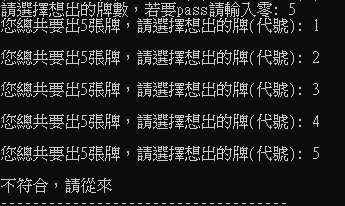 請選擇想出的牌數，若要pass請輸入零: 5
您總共要出5張牌，請選擇想出的牌(代號): 1
您總共要出5張牌，請選擇想出的牌(代號): 2
您總共要出5張牌，請選擇想出的牌(代號): 3
您總共要出5張牌，請選擇想出的牌(代號): 4
您總共要出5張牌，請選擇想出的牌(代號): 5
不符合，請從來
--------------------------------